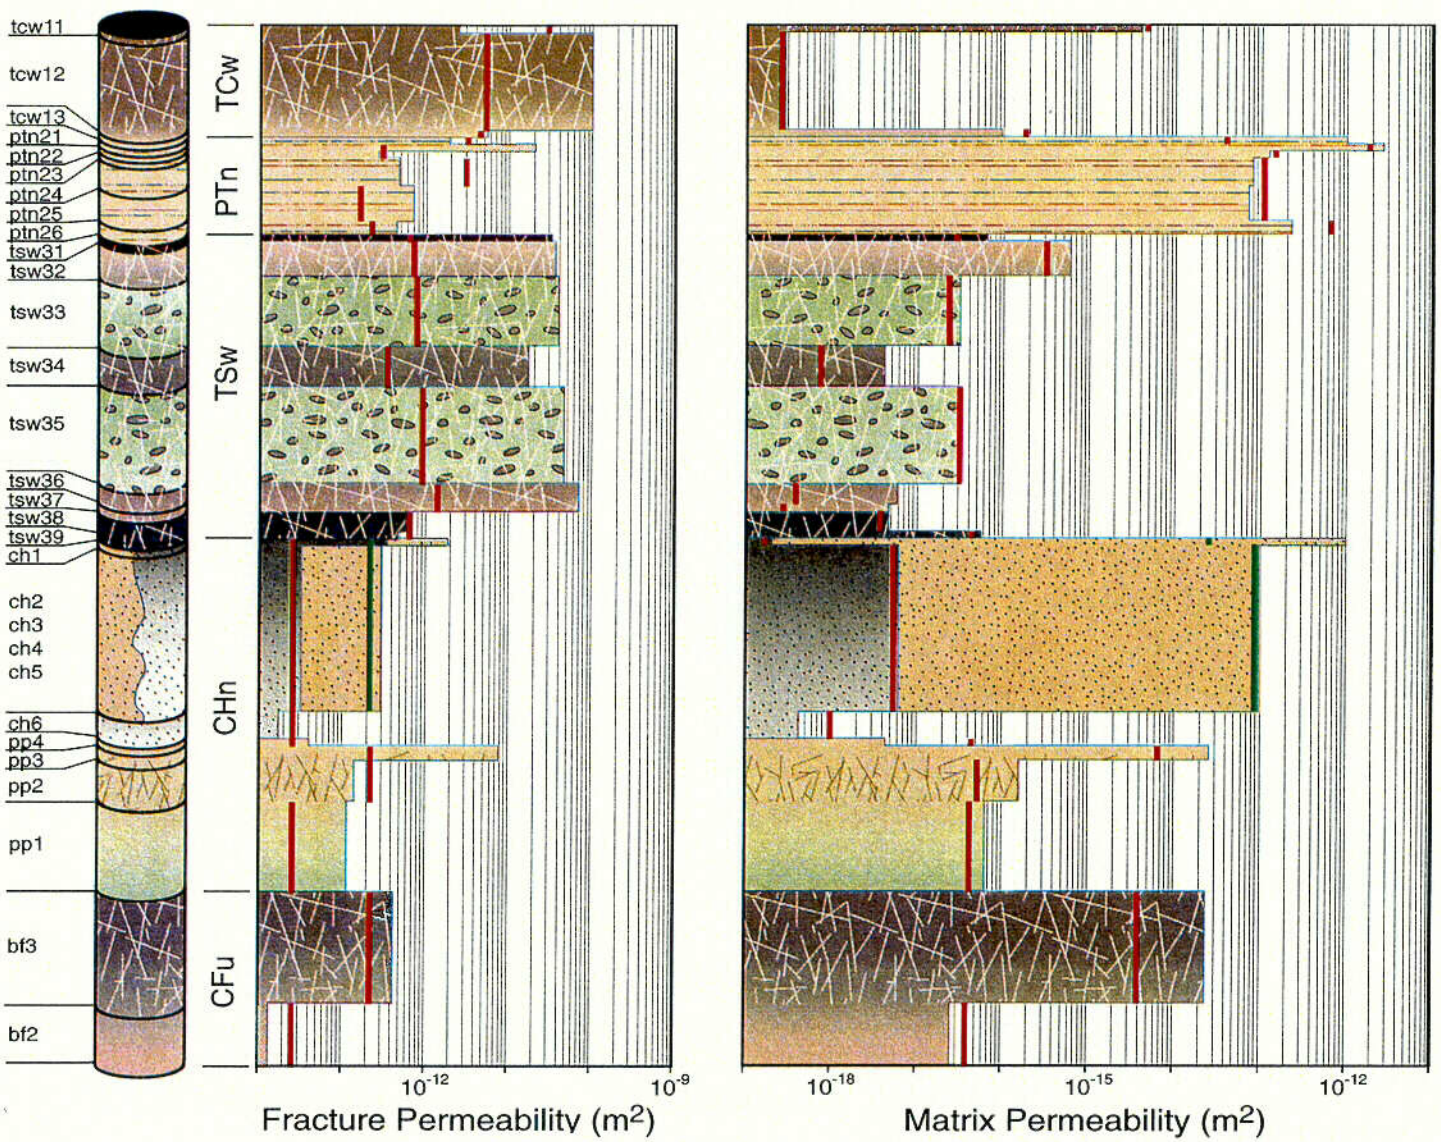 tcw11
tcw12
tcw13
ptn21
ptn22
ptn23
ptn24
ptn25
ptn26
tsw31
tsw32
tsw33
tsw34
tsw35
tsw36
tsw37
tsw38
tsw39
ch1
ch2
ch3
ch4
ch5
ch6
pp4
pp3
pp2
pp1
bf3
bf2
TCw
PTn
TSw
CHn
CFu
10-12
10-9
Fracture Permeability (m2)
10-18
10-15
10-12
Matrix Permeability (m2)